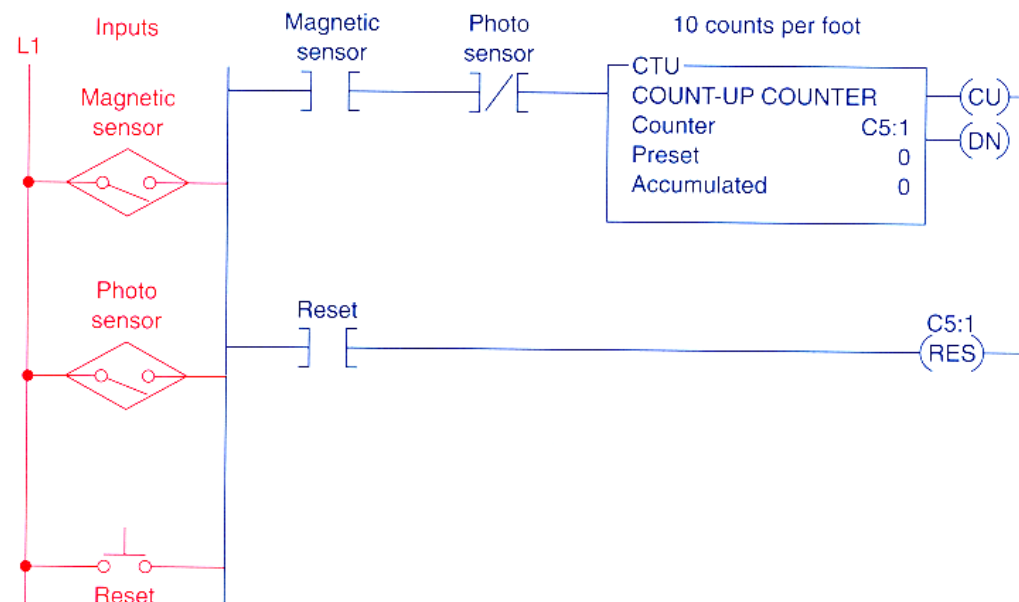 Inputs
L1
Magnetic
sensor
Photo
sensor
Reset
Magnetic
sensor
Photo
sensor
10 counts per foot
CTU
COUNT-UP COUNTER
Counter C5:1
Preset 0
Accumulated 0
CU
DN
Reset
C5:1
RES